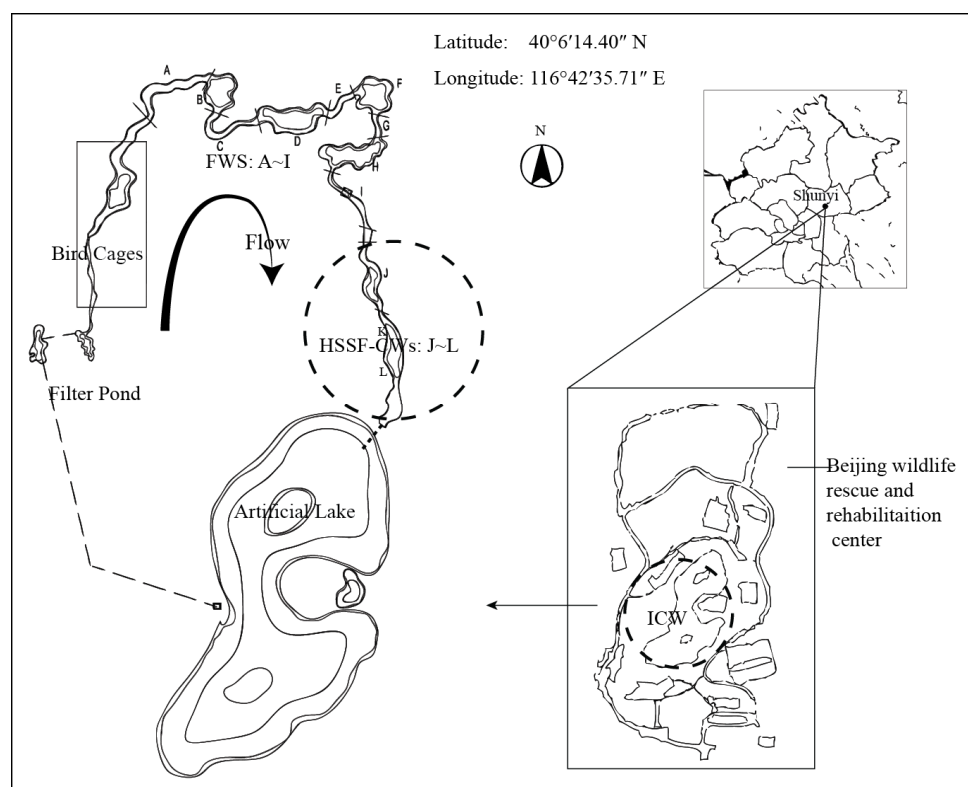 Latitude: 40°6′14.40″ N
Longitude: 116°42′35.71″ E
A
B
C
D
E
F
G
H
I
FWS: A~I
N
Shunyi
Flow
Bird Cages
J
K
HSSF-CWs: J~L
L
Filter Pond
Artificial Lake
Beijing wildlife
rescue and
rehabilitaition
center
ICW